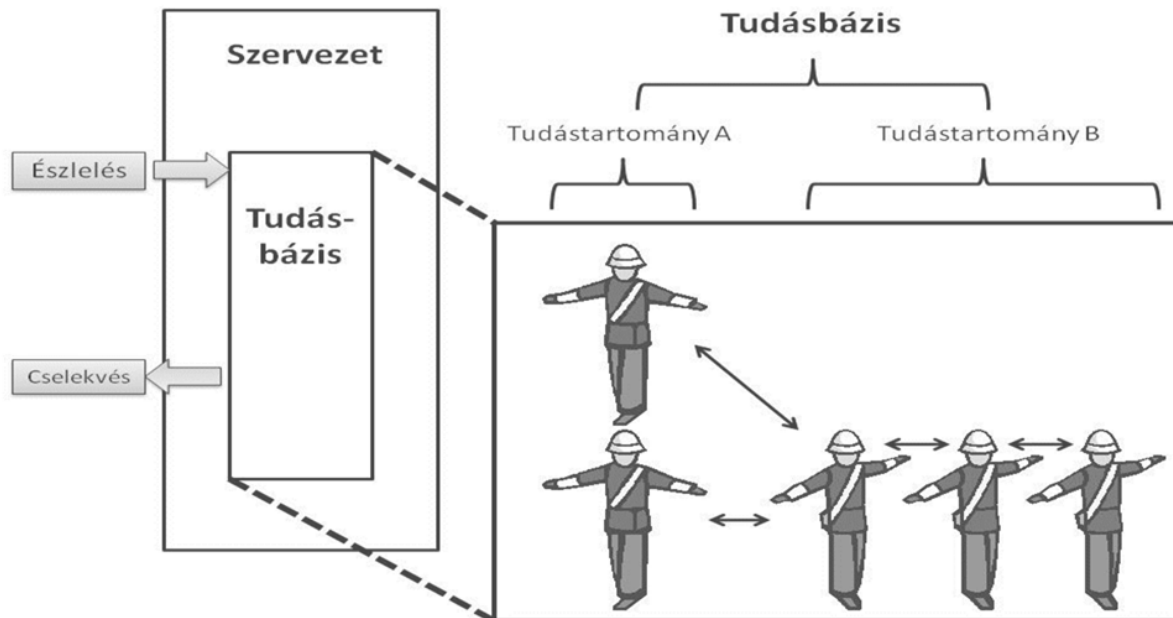 Szervezet
Észlelés
Tudás-
bázis
Cselekvés
Tudásbázis
Tudástartomány A
Tudástartomány B